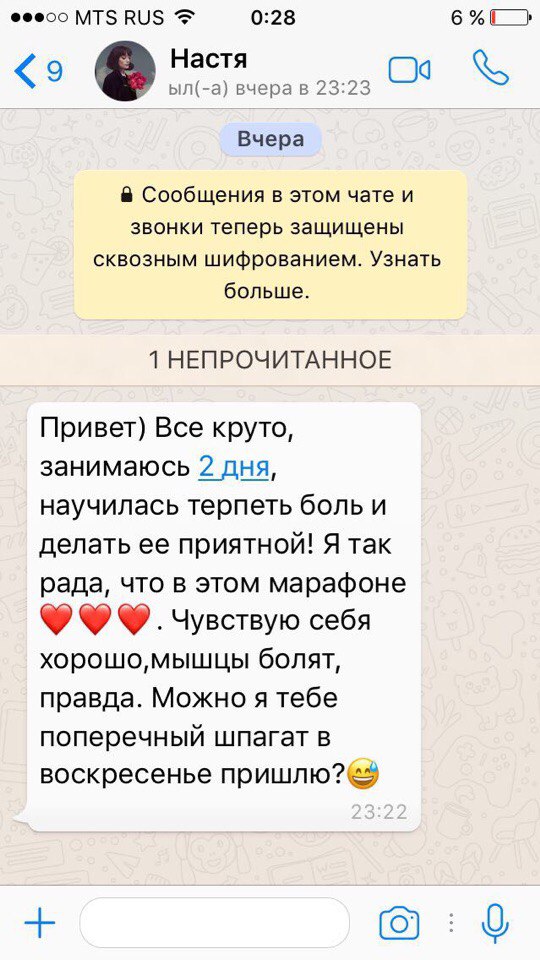 MTS RUS 0:28 6 %
9 Настя
ыл(-а) вчера в 23:23
Вчера
Сообщения в этом чате и
звонки теперь защищены
сквозным шифрованием. Узнать
больше.
1 НЕПРОЧИТАННОЕ
Привет) Все круто,
занимаюсь 2 дня,
научилась терпеть боль и
делать ее приятной! Я так
рада, что в этом марафоне
❤️❤️❤️. Чувствую себя
хорошо,мышцы болят,
правда. Можно я тебе
поперечный шпагат в
воскресенье пришлю?😅
23:22